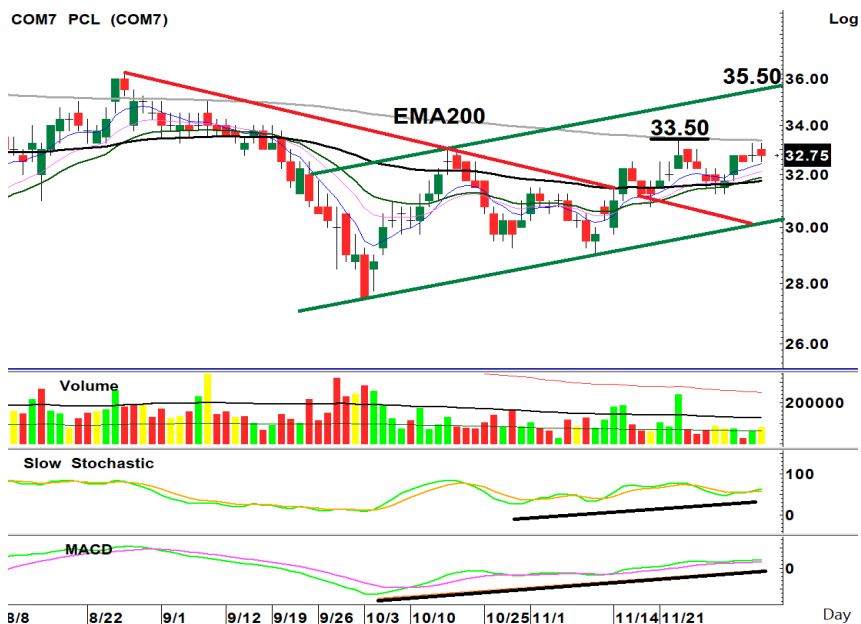 COM7 PCL (COM7) Log
35.50
36.00
EMA200
33.50
34.00
32.75
32.00
30.00
28.00
26.00
Volume
200000
Slow Stochastic
100
0
MACD
0
8/8 8/22 9/1 9/12 9/19 9/26 10/3 10/10 10/25 11/1 11/14 11/21 Day